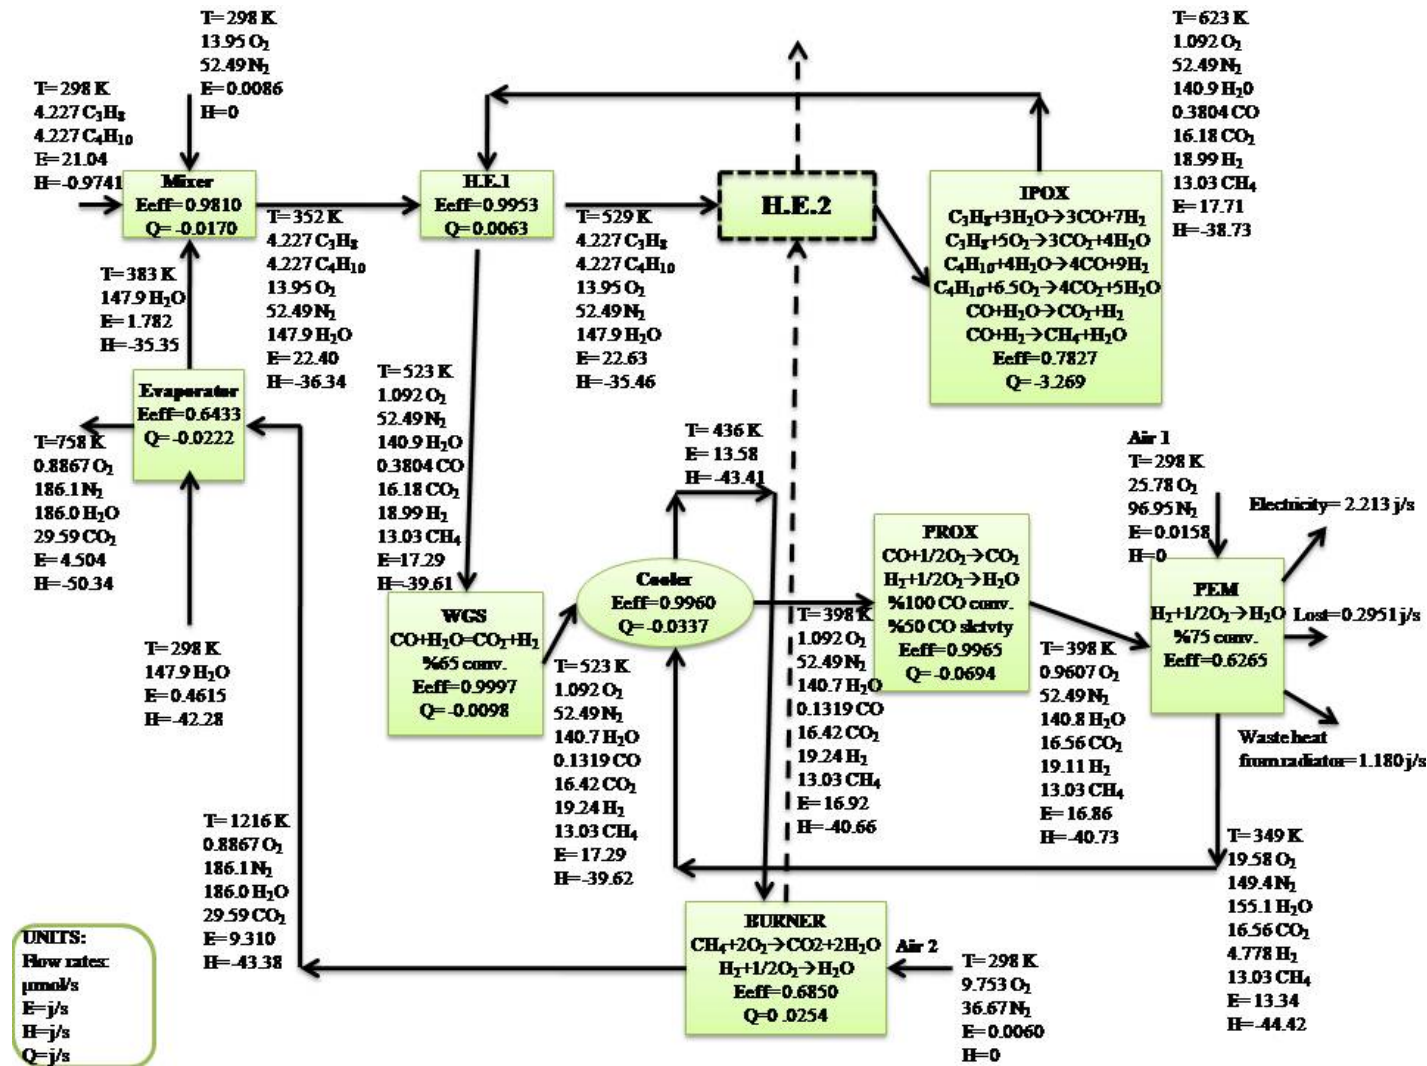 T= 298 K
13.95 O₂
52.49 N₂
E= 0.0086
H=0
T= 298 K
4.227 C₃H₈
4.227 C₄H₁₀
E= 21.04
H=-0.9741
Mixer
Eeff=0.9810
Q= -0.0170
T= 352 K
4.227 C₃H₈
4.227 C₄H₁₀
13.95 O₂
52.49 N₂
147.9 H₂O
E= 22.40
H=-36.34
H.E.1
Eeff=0.9953
Q= 0.0063
T= 529 K
4.227 C₃H₈
4.227 C₄H₁₀
13.95 O₂
52.49 N₂
147.9 H₂O
E= 22.63
H=-35.46
H.E.2
IPOX
C₃H₈+3H₂O→3CO+7H₂
C₃H₈+5O₂→3CO₂+4H₂O
C₄H₁₀+4H₂O→4CO+9H₂
C₄H₁₀+6.5O₂→4CO₂+5H₂O
CO+H₂O→CO₂+H₂
CO+H₂→CH₄+H₂O
Eeff=0.7827
Q= -3.269
T= 623 K
1.092 O₂
52.49 N₂
140.9 H₂0
0.3804 CO
16.18 CO₂
18.99 H₂
13.03 CH₄
E= 17.71
H=-38.73
T= 383 K
147.9 H₂O
E= 1.782
H=-35.35
Evaporator
Eeff=0.6433
Q= -0.0222
T=758 K
0.8867 O₂
186.1 N₂
186.0 H₂O
29.59 CO₂
E= 4.504
H= -50.34
T= 298 K
147.9 H₂O
E= 0.4615
H= -42.28
T= 523 K
1.092 O₂
52.49 N₂
140.9 H₂O
0.3804 CO
16.18 CO₂
18.99 H₂
13.03 CH₄
E=17.29
H= -39.61
WGS
CO+H₂O=CO₂+H₂
%65 conv.
Eeff=0.9997
Q= -0.0098
T= 523 K
1.092 O₂
52.49 N₂
140.7 H₂O
0.1319 CO
16.42 CO₂
19.24 H₂
13.03 CH₄
E= 17.29
H= -39.62
T= 436 K
E= 13.58
H= -43.41
Cooler
Eeff=0.9960
Q= -0.0337
T= 398 K
1.092 O₂
52.49 N₂
140.7 H₂O
0.1319 CO
16.42 CO₂
19.24 H₂
13.03 CH₄
E= 16.92
H= -40.66
PROX
CO+1/2O₂→CO₂
H₂+1/2O₂→H₂O
%100 CO conv.
%50 CO slctvty
Eeff=0.9965
Q= -0.0694
T= 398 K
0.9607 O₂
52.49 N₂
140.8 H₂O
16.56 CO₂
19.11 H₂
13.03 CH₄
E= 16.86
H= -40.73
Air 1
T= 298 K
25.78 O₂
96.95 N₂
E= 0.0158
H=0
PEM
H₂+1/2O₂→H₂O
%75 conv.
Eeff=0.6265
Electricity= 2.213 j/s
Lost=0.2951 j/s
Waste heat
from radiator=1.180 j/s
T= 349 K
19.58 O₂
149.4 N₂
155.1 H₂O
16.56 CO₂
4.778 H₂
13.03 CH₄
E= 13.34
H= -44.42
T= 1216 K
0.8867 O₂
186.1 N₂
186.0 H₂O
29.59 CO₂
E= 9.310
H= -43.38
BURNER
CH₄+2O₂→CO2+2H₂O
H₂+1/2O₂→H₂O
Eeff=0.6850
Q=0 .0254
Air 2
T= 298 K
9.753 O₂
36.67 N₂
E= 0.0060
H=0
UNITS:
Flow rates:
μmol/s
E=j/s
H=j/s
Q=j/s